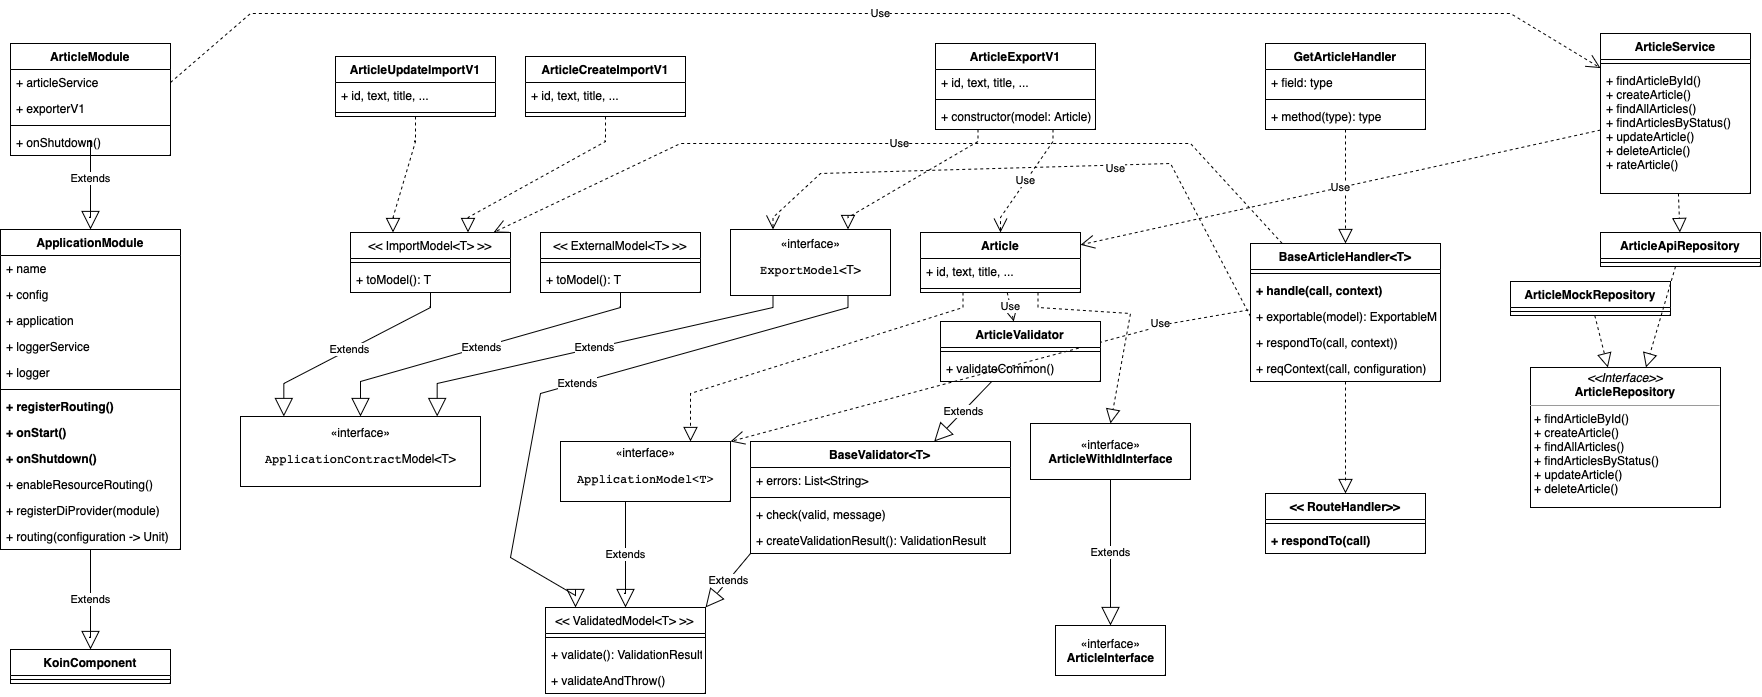 Use
ArticleModule
+ articleService
+ exporterV1
+ onShutdown()
Extends
ApplicationModule
+ name
+ config
+ application
+ loggerService
+ logger
+ registerRouting()
+ onStart()
+ onShutdown()
+ enableResourceRouting()
+ registerDiProvider(module)
+ routing(configuration -> Unit)
Extends
KoinComponent
ArticleUpdateImportV1
+ id, text, title, ...
ArticleCreateImportV1
+ id, text, title, ...
<< ImportModel<T> >>
+ toModel(): T
<< ExternalModel<T> >>
+ toModel(): T
Extends
Extends
Extends
Extends
«interface»
ApplicationContractModel<T>
ArticleExportV1
+ id, text, title, ...
+ constructor(model: Article)
Use
Use
Use
«interface»
ExportModel<T>
Article
+ id, text, title, ...
Use
ArticleValidator
+ validateCommon()
Extends
«interface»
ApplicationModel<T>
Extends
BaseValidator<T>
+ errors: List<String>
+ check(valid, message)
+ createValidationResult(): ValidationResult
Extends
<< ValidatedModel<T> >>
+ validate(): ValidationResult
+ validateAndThrow()
«interface»
ArticleWithIdInterface
Extends
«interface»
ArticleInterface
GetArticleHandler
+ field: type
+ method(type): type
Use
Use
BaseArticleHandler<T>
+ handle(call, context)
+ exportable(model): ExportableM
+ respondTo(call, context))
+ reqContext(call, configuration)
<< RouteHandler>>
+ respondTo(call)
ArticleService
+ findArticleById()
+ createArticle()
+ findAllArticles()
+ findArticlesByStatus()
+ updateArticle()
+ deleteArticle()
+ rateArticle()
ArticleApiRepository
ArticleMockRepository
<<Interface>>
ArticleRepository
+ findArticleById()
+ createArticle()
+ findAllArticles()
+ findArticlesByStatus()
+ updateArticle()
+ deleteArticle()